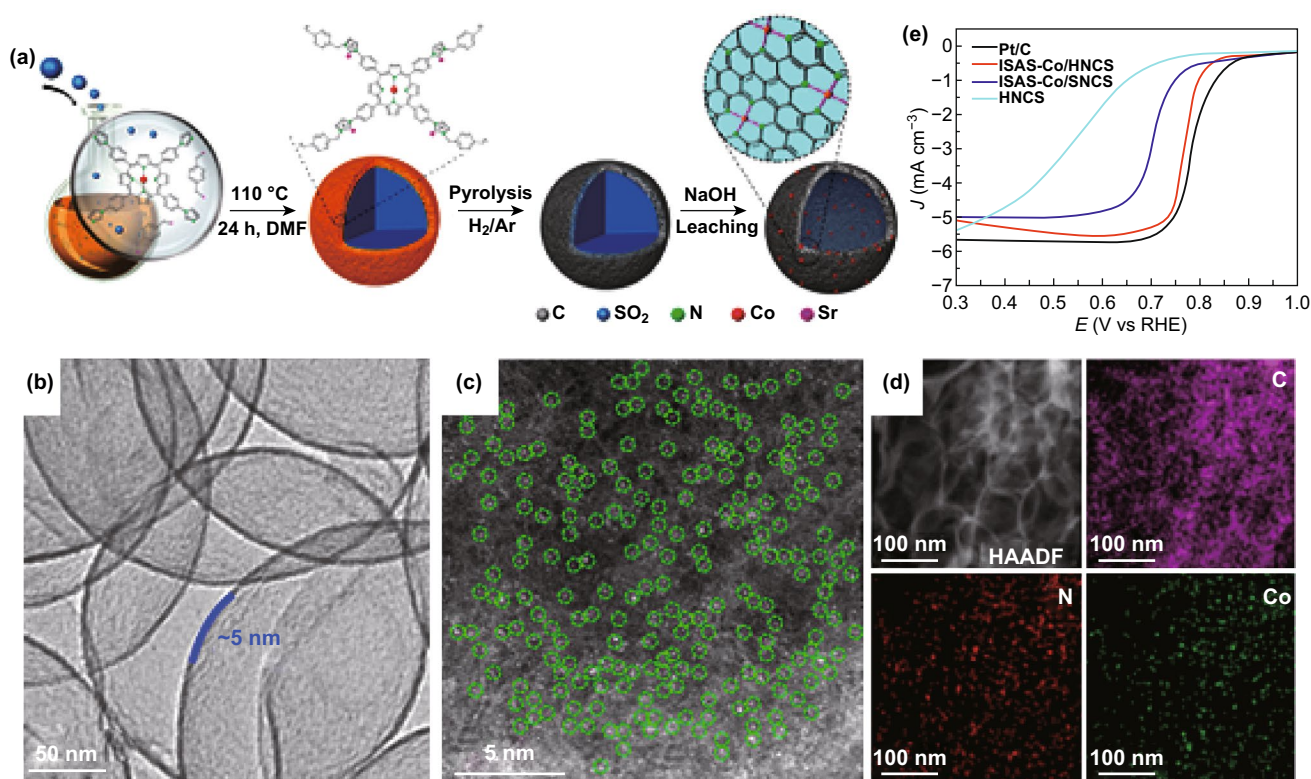 (a)
110 °C
24 h, DMF
Pyrolysis
H₂/Ar
NaOH
Leaching
C
SO₂
N
Co
Sr
(e)
Pt/C
ISAS-Co/HNCS
ISAS-Co/SNCS
HNCS
0
−1
−2
−3
−4
−5
−6
−7
J (mA cm⁻³)
0.3 0.4 0.5 0.6 0.7 0.8 0.9 1.0
E (V vs RHE)
(b)
~5 nm
50 nm
(c)
5 nm
(d)
100 nm
HAADF
C
100 nm
N
100 nm
Co
100 nm